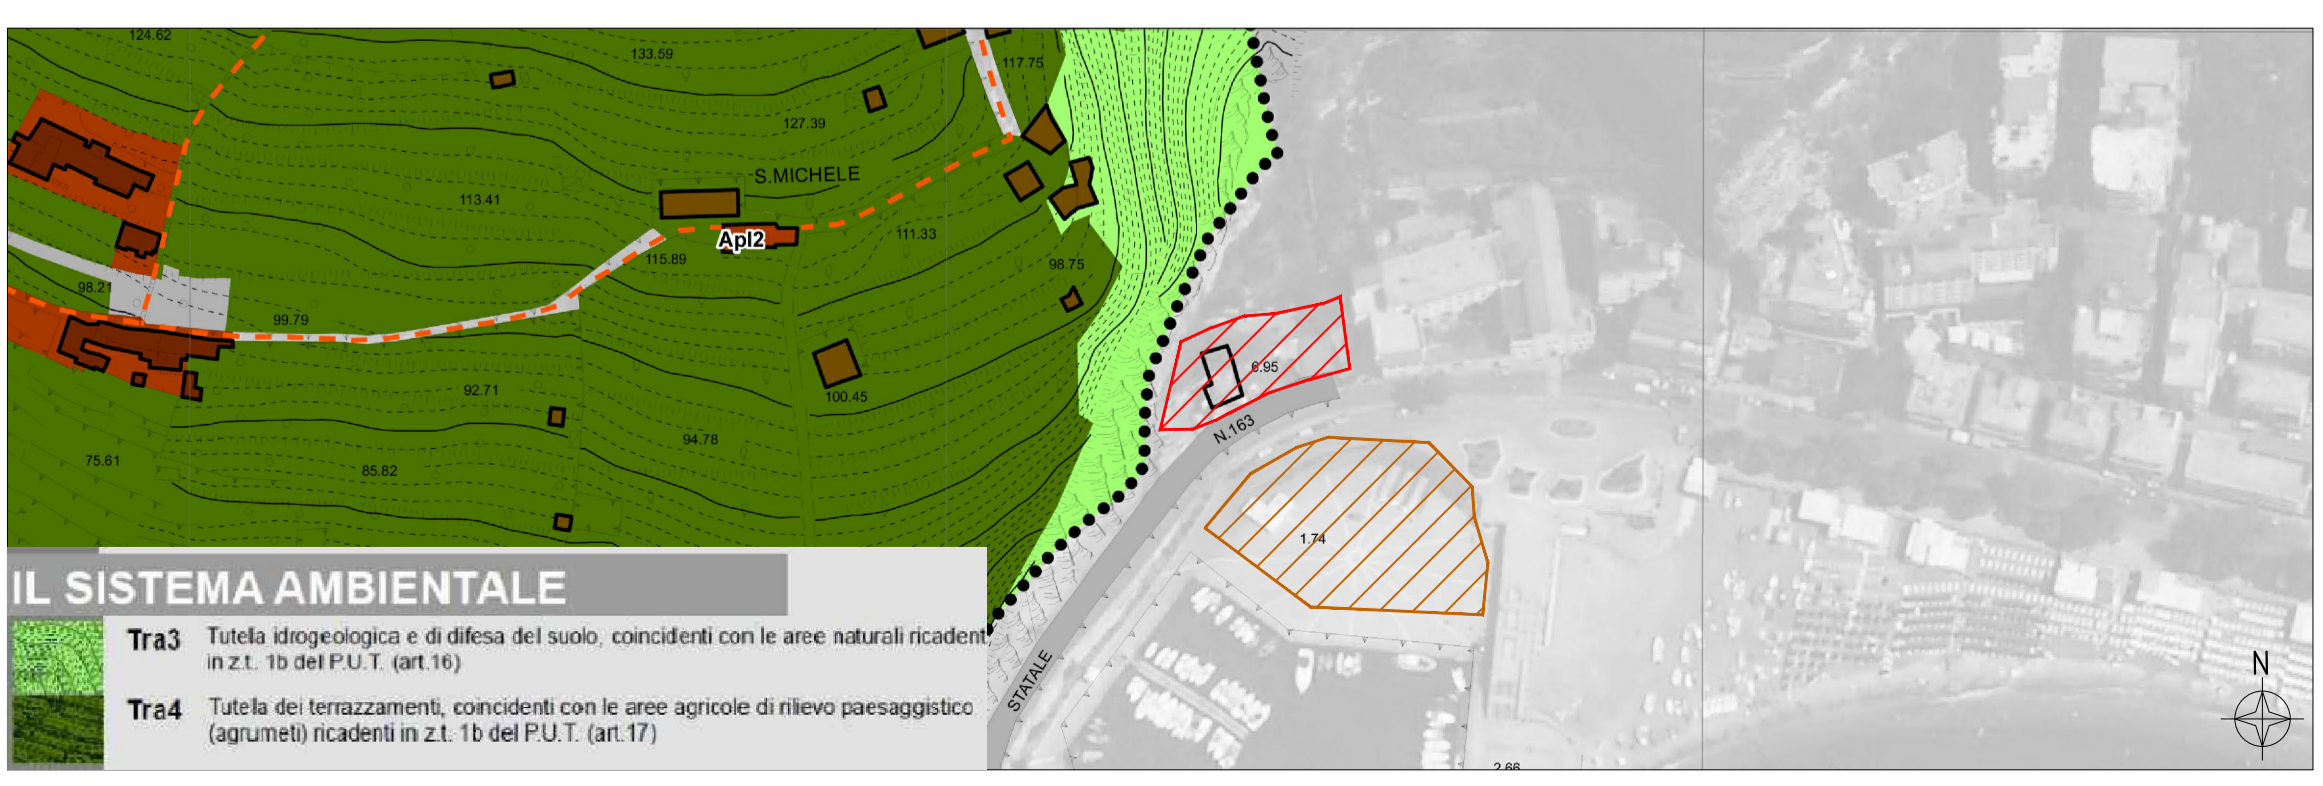 124.62
133.59
117.75
127.39
S.MICHELE
113.41
Apl2
111.33
115.89
98.75
98.21
99.79
6.95
92.71
100.45
N.163
94.78
75.61
85.82
1.74
IL SISTEMA AMBIENTALE
Tra3 Tutela idrogeologica e di difesa del suolo, coincidenti con le aree naturali ricadent
in z.t. 1b del P.U.T. (art.16)
Tra4 Tutela dei terrazzamenti, coincidenti con le aree agricole di rilievo paesaggistico
(agrumeti) ricadenti in z.t. 1b del P.U.T. (art.17)
STATALE
N
2.66